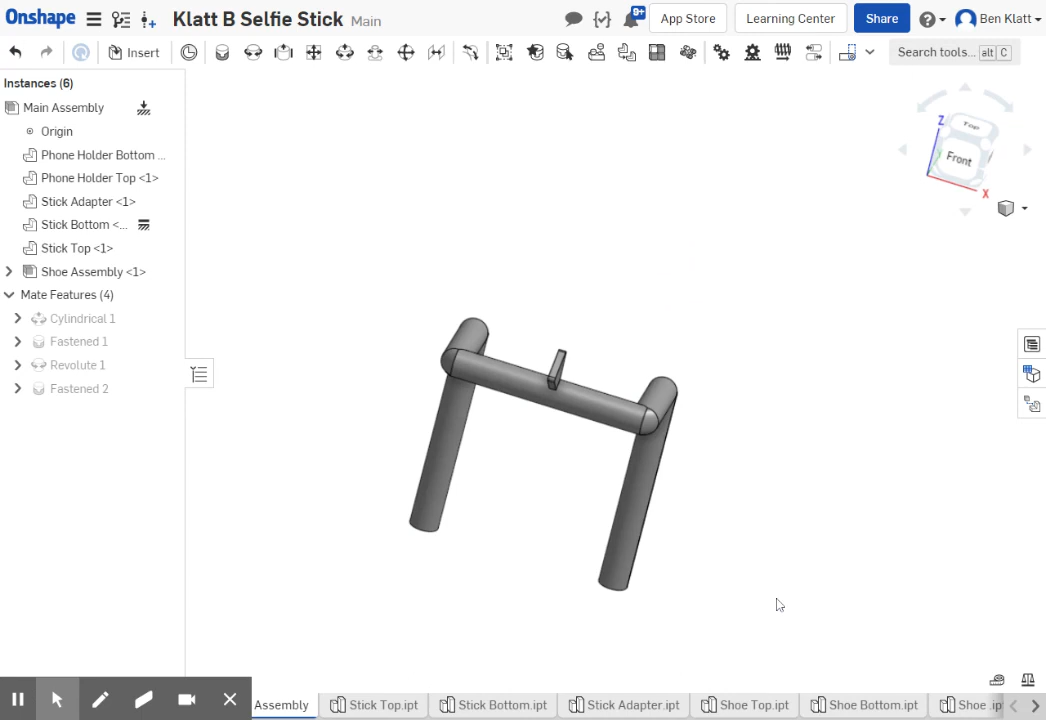 Onshape Klatt B Selfie Stick Main 9+ App Store Learning Center Share Ben Klatt
Insert Search tools... alt C
Instances (6)
Main Assembly
Origin
Phone Holder Bottom ...
Phone Holder Top <1>
Stick Adapter <1>
Stick Bottom <...
Stick Top <1>
Shoe Assembly <1>
Mate Features (4)
Cylindrical 1
Fastened 1
Revolute 1
Fastened 2
Z
Top
Front
X
Assembly Stick Top.ipt Stick Bottom.ipt Stick Adapter.ipt Shoe Top.ipt Shoe Bottom.ipt Shoe .ip